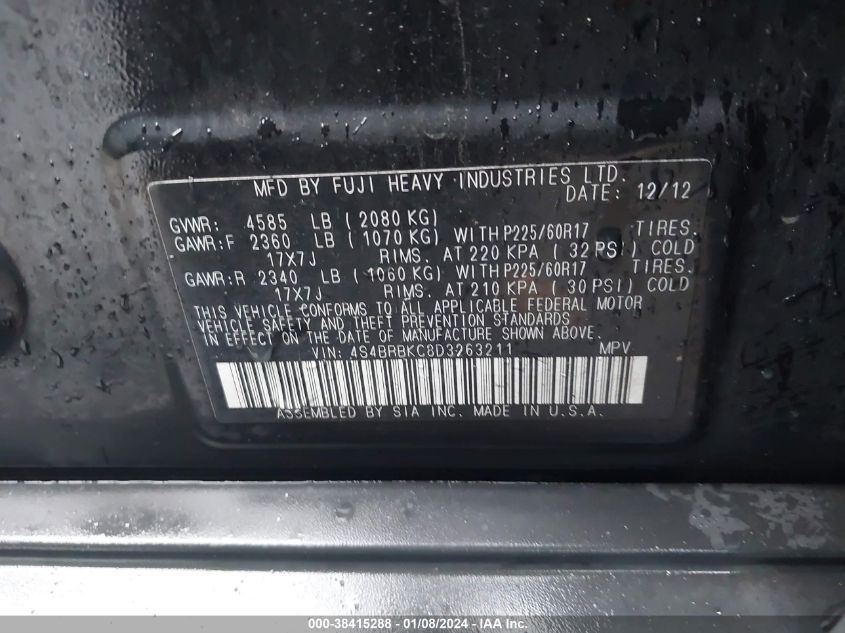 MFD BY FUJI HEAVY INDUSTRIES LTD.
DATE: 12/12
GVWR: 4585 LB ( 2080 KG)
GAWR:F 2360 LB ( 1070 KG) WITH P225/60R17 TIRES.
17X7J RIMS. AT 220 KPA ( 32 PSI) COLD
GAWR:R 2340 LB ( 1060 KG) WITH P225/60R17 TIRES.
17X7J RIMS. AT 210 KPA ( 30 PSI) COLD
THIS VEHICLE CONFORMS TO ALL APPLICABLE FEDERAL MOTOR
VEHICLE SAFETY AND THEFT PREVENTION STANDARDS
IN EFFECT ON THE DATE OF MANUFACTURE SHOWN ABOVE.
VIN: 4S4BRBKC8D3263211 MPV
ASSEMBLED BY SIA INC. MADE IN U.S.A.
000-38415288 - 01/08/2024 - IAA Inc.